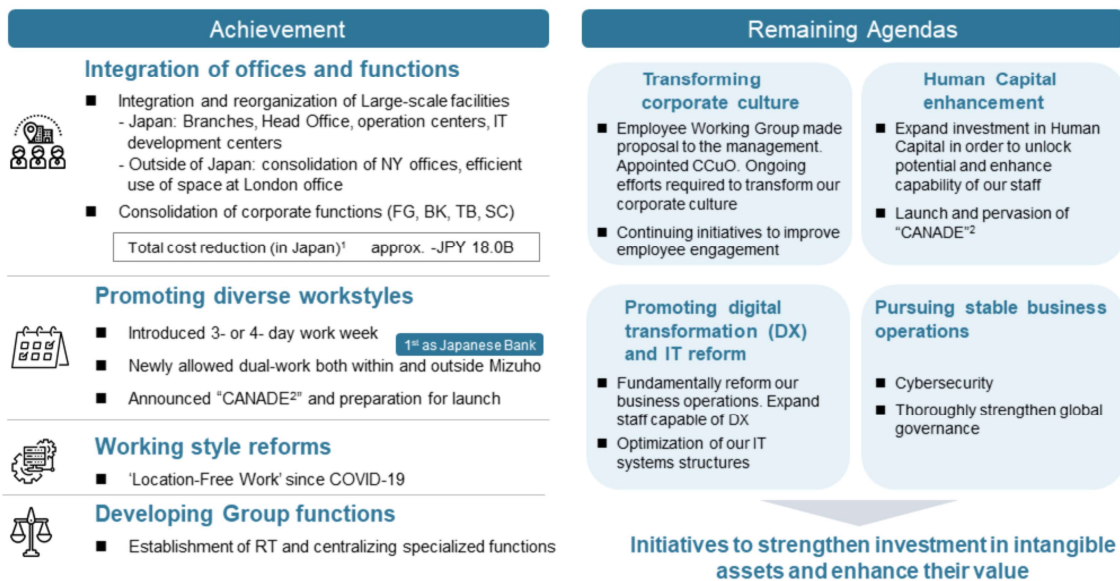 Achievement
Integration of offices and functions
■ Integration and reorganization of Large-scale facilities
- Japan: Branches, Head Office, operation centers, IT
development centers
- Outside of Japan: consolidation of NY offices, efficient
use of space at London office
■ Consolidation of corporate functions (FG, BK, TB, SC)
Total cost reduction (in Japan)¹ approx. -JPY 18.0B
Promoting diverse workstyles
■ Introduced 3- or 4- day work week
1st as Japanese Bank
■ Newly allowed dual-work both within and outside Mizuho
■ Announced “CANADE²” and preparation for launch
Working style reforms
■ ‘Location-Free Work’ since COVID-19
Developing Group functions
■ Establishment of RT and centralizing specialized functions
Remaining Agendas
Transforming
corporate culture
■ Employee Working Group made
proposal to the management.
Appointed CCuO. Ongoing
efforts required to transform our
corporate culture
■ Continuing initiatives to improve
employee engagement
Human Capital
enhancement
■ Expand investment in Human
Capital in order to unlock
potential and enhance
capability of our staff
■ Launch and pervasion of
“CANADE”²
Promoting digital
transformation (DX)
and IT reform
■ Fundamentally reform our
business operations. Expand
staff capable of DX
■ Optimization of our IT
systems structures
Pursuing stable business
operations
■ Cybersecurity
■ Thoroughly strengthen global
governance
Initiatives to strengthen investment in intangible
assets and enhance their value